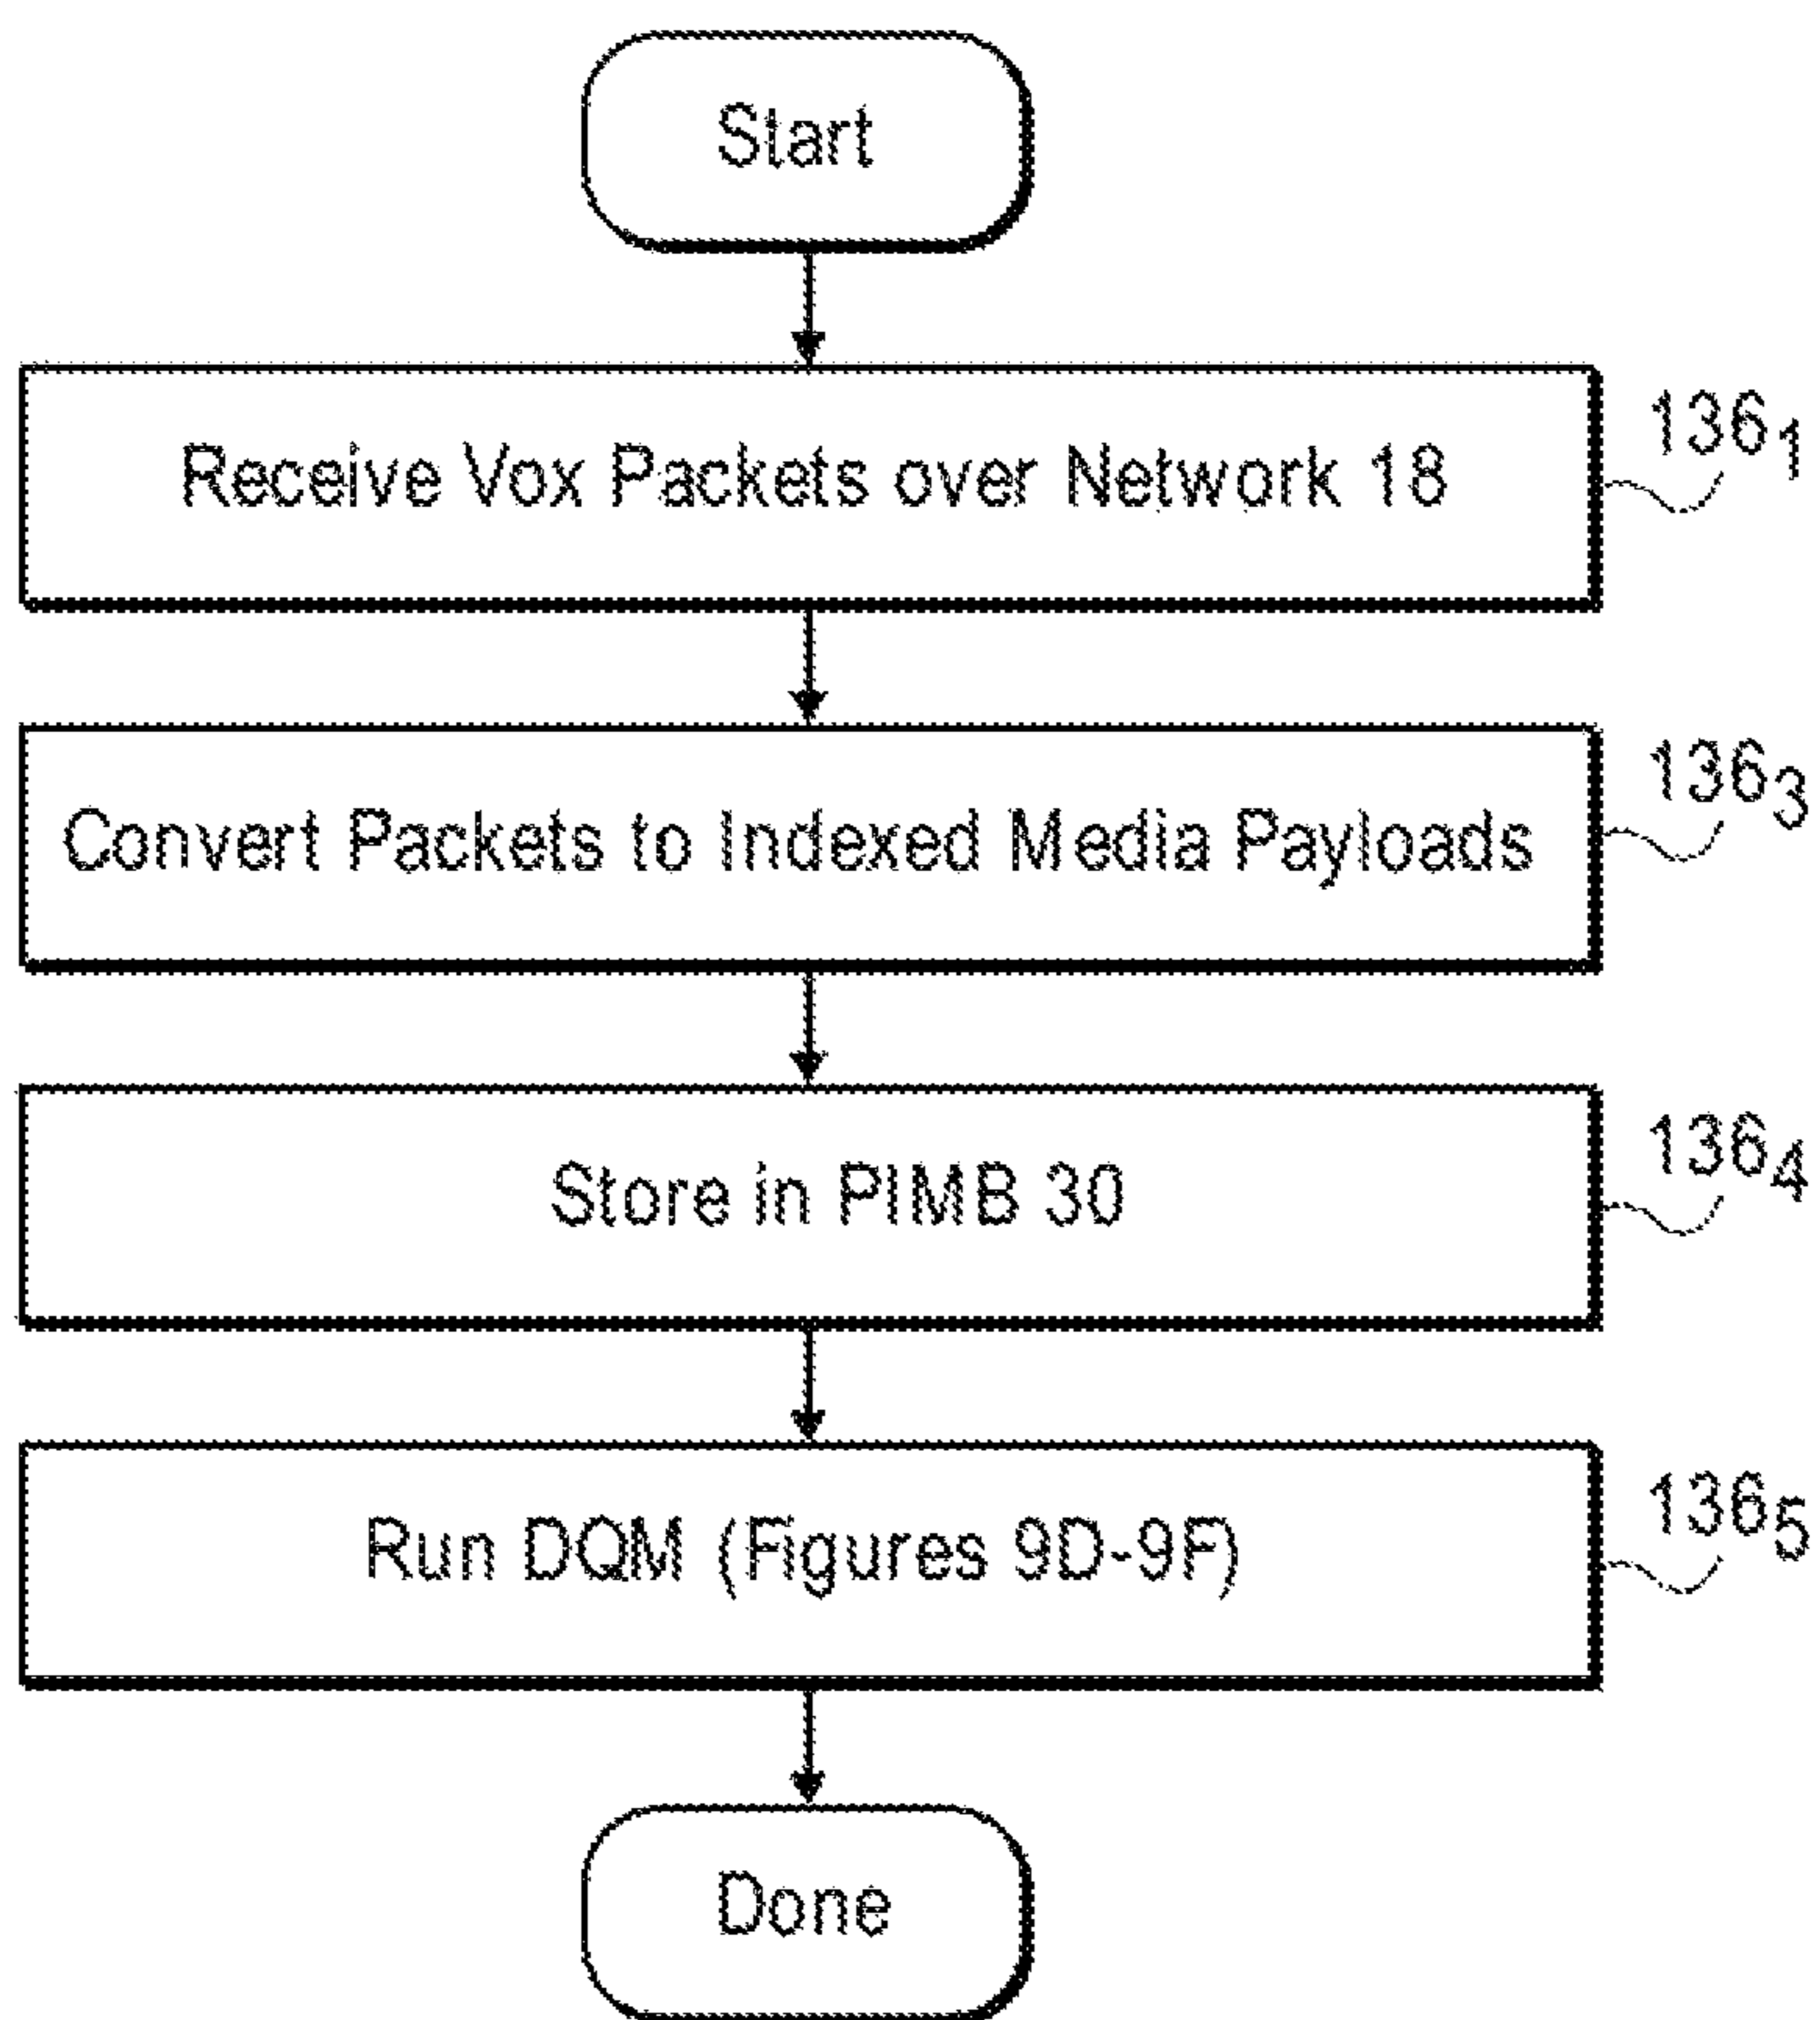 Start
Receive Vox Packets over Network 18
136₁
Convert Packets to Indexed Media Payloads
136₃
Store in PIMB 30
136₄
Run DQM (Figures 9D-9F)
136₅
Done